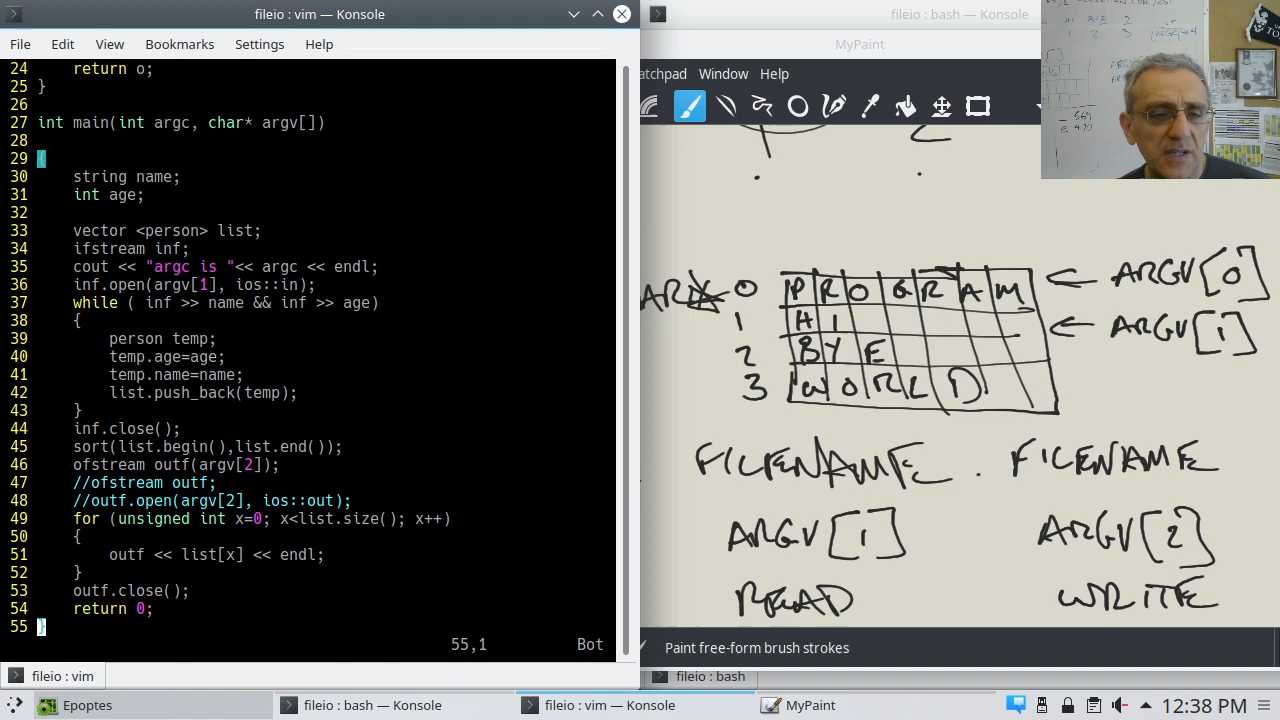 fileio : vim — Konsole
File Edit View Bookmarks Settings Help
24 return o;
25 }
26
27 int main(int argc, char* argv[])
28
29 {
30 string name;
31 int age;
32
33 vector <person> list;
34 ifstream inf;
35 cout << "argc is "<< argc << endl;
36 inf.open(argv[1], ios::in);
37 while ( inf >> name && inf >> age)
38 {
39 person temp;
40 temp.age=age;
41 temp.name=name;
42 list.push_back(temp);
43 }
44 inf.close();
45 sort(list.begin(),list.end());
46 ofstream outf(argv[2]);
47 //ofstream outf;
48 //outf.open(argv[2], ios::out);
49 for (unsigned int x=0; x<list.size(); x++)
50 {
51 outf << list[x] << endl;
52 }
53 outf.close();
54 return 0;
55 }
55,1 Bot
fileio : vim
fileio : bash — Konsole
MyPaint
atchpad Window Help
0 PROGRAM ← ARGV[0]
1 HI ← ARGV[1]
2 BYE
3 WORLD
FILENAME . FILENAME
ARGV[1] ARGV[2]
READ WRITE
Paint free-form brush strokes
fileio : bash
Epoptes
fileio : bash — Konsole
fileio : vim — Konsole
MyPaint
12:38 PM